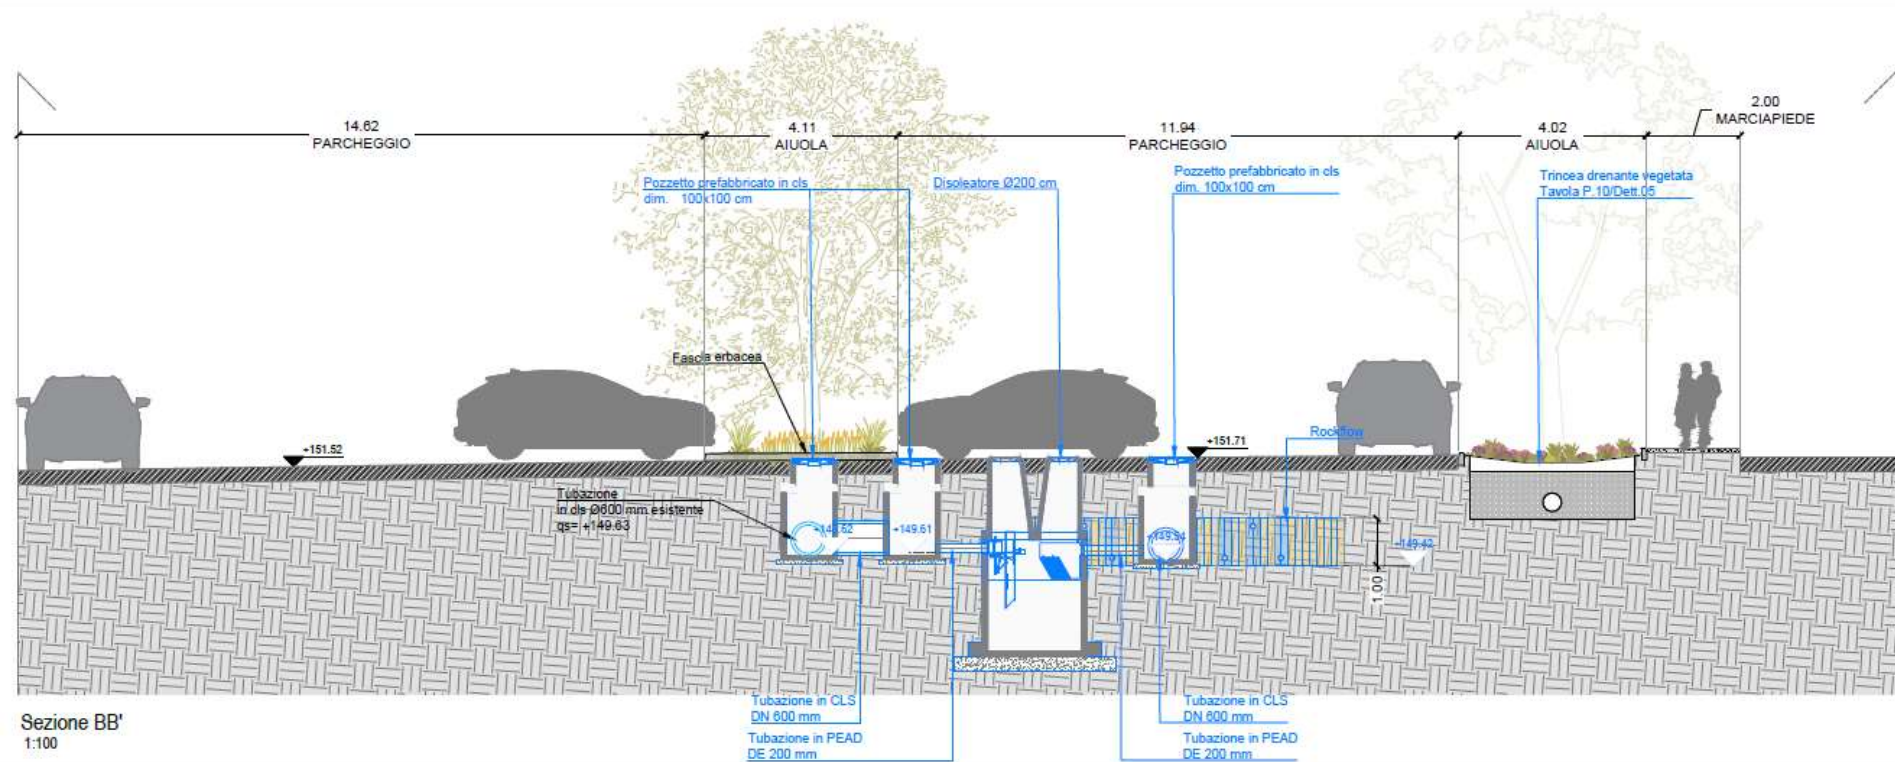 14.62
PARCHEGGIO
4.11
AIUOLA
11.94
PARCHEGGIO
4.02
AIUOLA
2.00
MARCIAPIEDE
Pozzetto prefabbricato in cls
dim. 100x100 cm
Disoleatore Ø200 cm
Pozzetto prefabbricato in cls
dim. 100x100 cm
Trincea drenante vegetata
Tavola P.10/Dett.05
Fascia erbacea
+151.52
+151.71
Rockflow
Tubazione
in cls Ø600 mm esistente
qs= +149.63
+149.62
+149.61
+149.54
+149.42
1.00
Tubazione in CLS
DN 600 mm
Tubazione in PEAD
DE 200 mm
Tubazione in CLS
DN 600 mm
Tubazione in PEAD
DE 200 mm
Sezione BB'
1:100